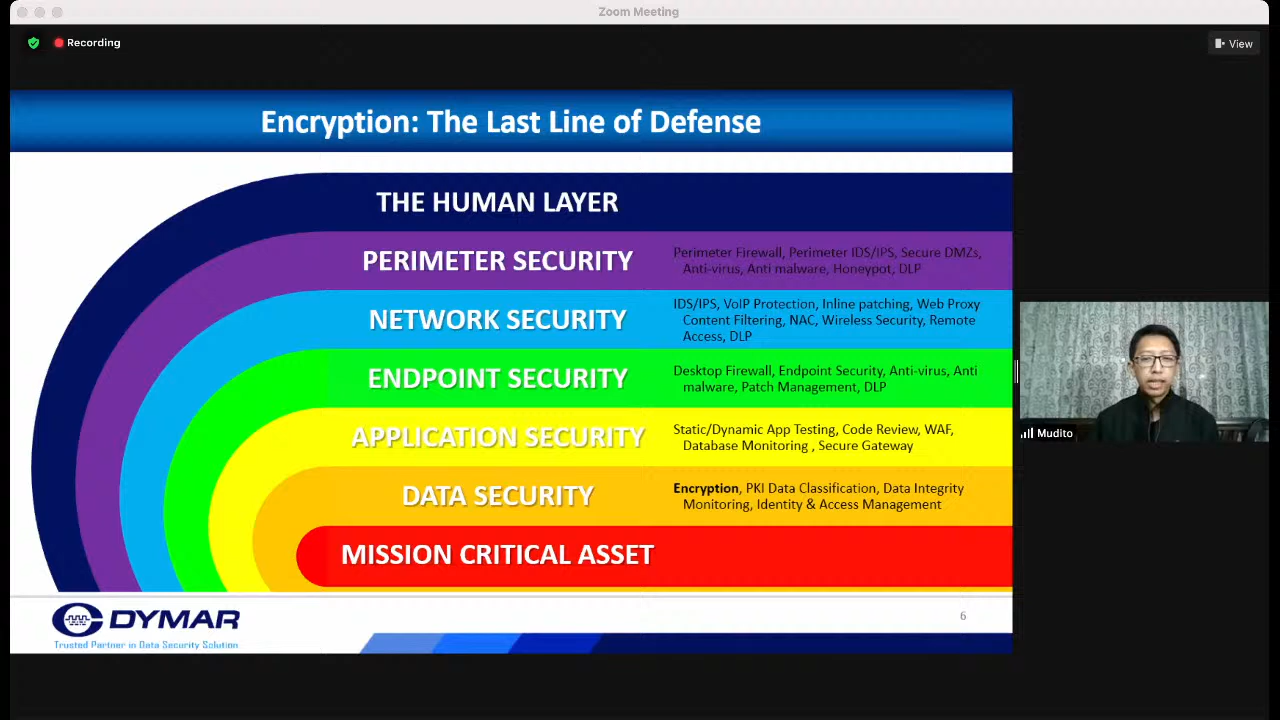 Zoom Meeting
Recording
View
Encryption: The Last Line of Defense
THE HUMAN LAYER
PERIMETER SECURITY
Perimeter Firewall, Perimeter IDS/IPS, Secure DMZs,
Anti-virus, Anti malware, Honeypot, DLP
NETWORK SECURITY
IDS/IPS, VoIP Protection, Inline patching, Web Proxy
Content Filtering, NAC, Wireless Security, Remote
Access, DLP
ENDPOINT SECURITY
Desktop Firewall, Endpoint Security, Anti-virus, Anti
malware, Patch Management, DLP
APPLICATION SECURITY
Static/Dynamic App Testing, Code Review, WAF,
Database Monitoring , Secure Gateway
DATA SECURITY
Encryption, PKI Data Classification, Data Integrity
Monitoring, Identity & Access Management
MISSION CRITICAL ASSET
Mudito
DYMAR
Trusted Partner in Data Security Solution
6